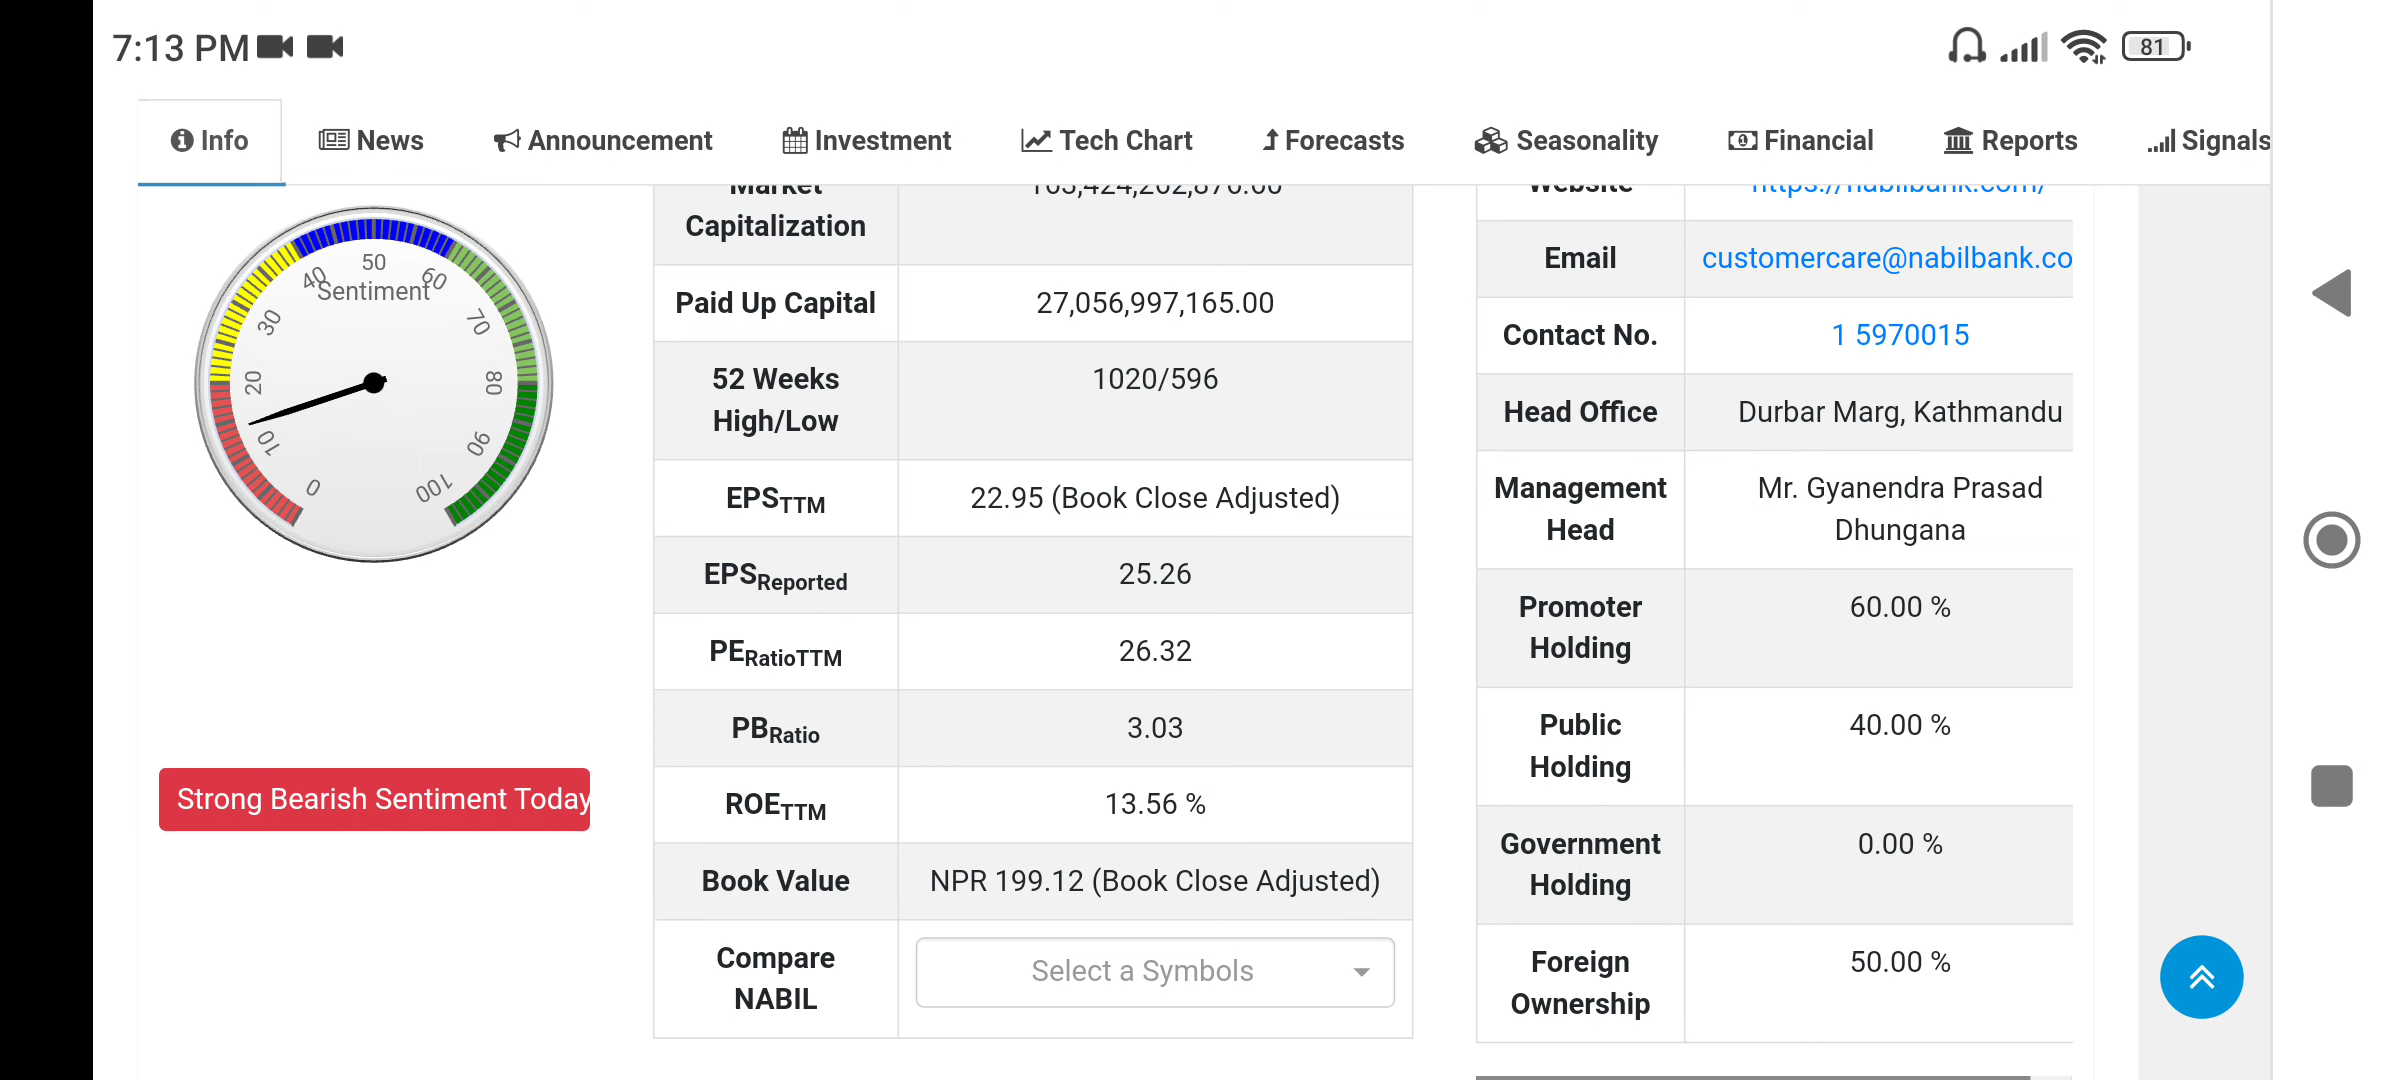 7:13 PM
81
Info
News
Announcement
Investment
Tech Chart
Forecasts
Seasonality
Financial
Reports
Signals
50
40
60
Sentiment
30
70
20
80
10
90
0
100
Strong Bearish Sentiment Today
Market
Capitalization
Paid Up Capital
27,056,997,165.00
52 Weeks
High/Low
1020/596
EPSTTM
22.95 (Book Close Adjusted)
EPSReported
25.26
PERatioTTM
26.32
PBRatio
3.03
ROETTM
13.56 %
Book Value
NPR 199.12 (Book Close Adjusted)
Compare
NABIL
Select a Symbols
Website
https://nabilbank.com/
Email
customercare@nabilbank.co
Contact No.
1 5970015
Head Office
Durbar Marg, Kathmandu
Management
Head
Mr. Gyanendra Prasad
Dhungana
Promoter
Holding
60.00 %
Public
Holding
40.00 %
Government
Holding
0.00 %
Foreign
Ownership
50.00 %